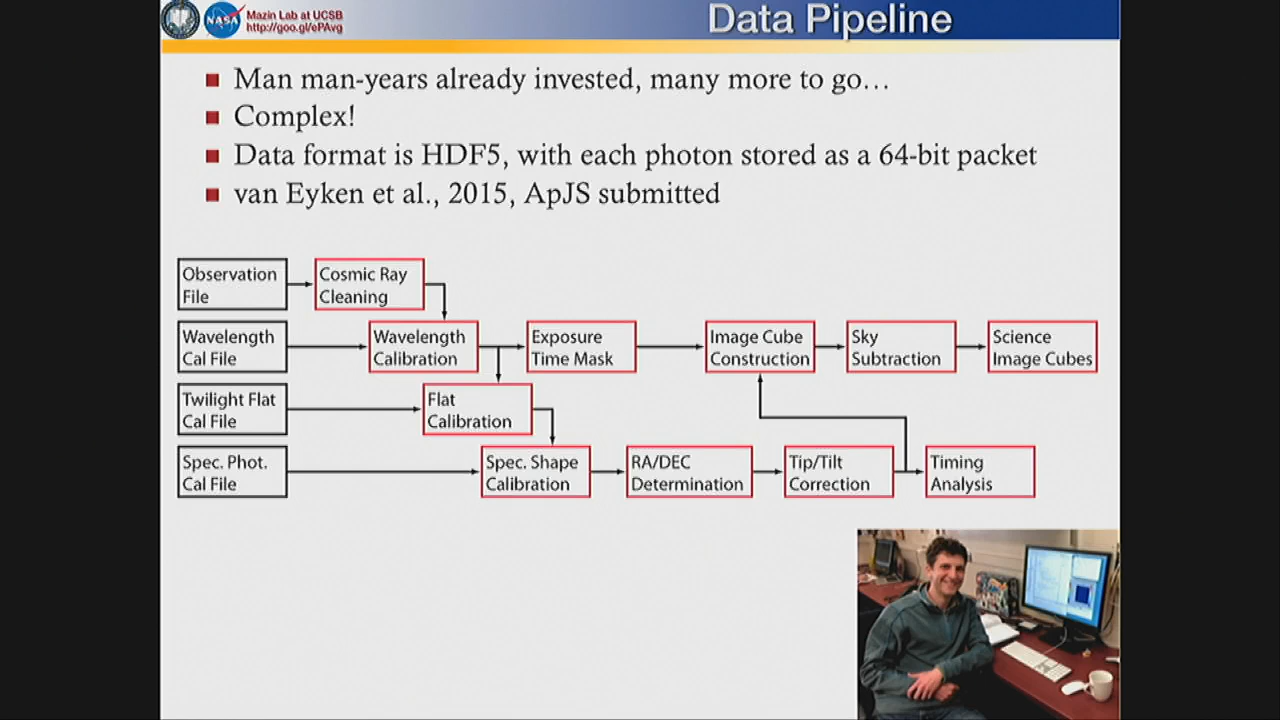 Mazin Lab at UCSB
http://goo.gl/ePAvg
Data Pipeline
Man man-years already invested, many more to go…
Complex!
Data format is HDF5, with each photon stored as a 64-bit packet
van Eyken et al., 2015, ApJS submitted
Observation
File
Cosmic Ray
Cleaning
Wavelength
Cal File
Wavelength
Calibration
Exposure
Time Mask
Image Cube
Construction
Sky
Subtraction
Science
Image Cubes
Twilight Flat
Cal File
Flat
Calibration
Spec. Phot.
Cal File
Spec. Shape
Calibration
RA/DEC
Determination
Tip/Tilt
Correction
Timing
Analysis
NASA